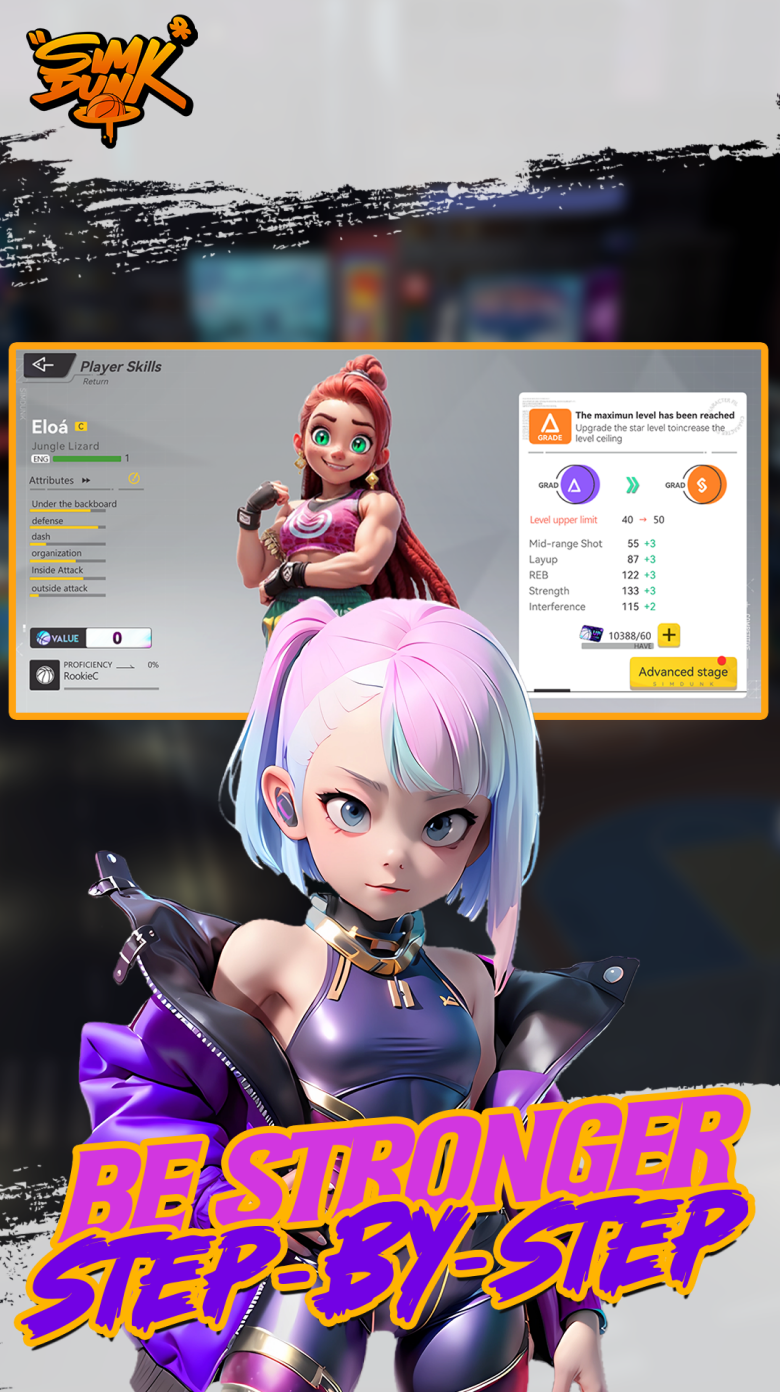 "SIMK
DUNK
Player Skills
Return
Eloá C
Jungle Lizard
ENG 1
Attributes
Under the backboard
defense
dash
organization
Inside Attack
outside attack
VALUE 0
PROFICIENCY 0%
RookieC
GRADE
The maximun level has been reached
Upgrade the star level toincrease the
level ceiling
GRAD
GRAD
Level upper limit 40 → 50
Mid-range Shot 55 +3
Layup 87 +3
REB 122 +3
Strength 133 +3
Interference 115 +2
10388/60 +
HAVE
Advanced stage
SIMDUNK
BE STRONGER
STEP-BY-STEP